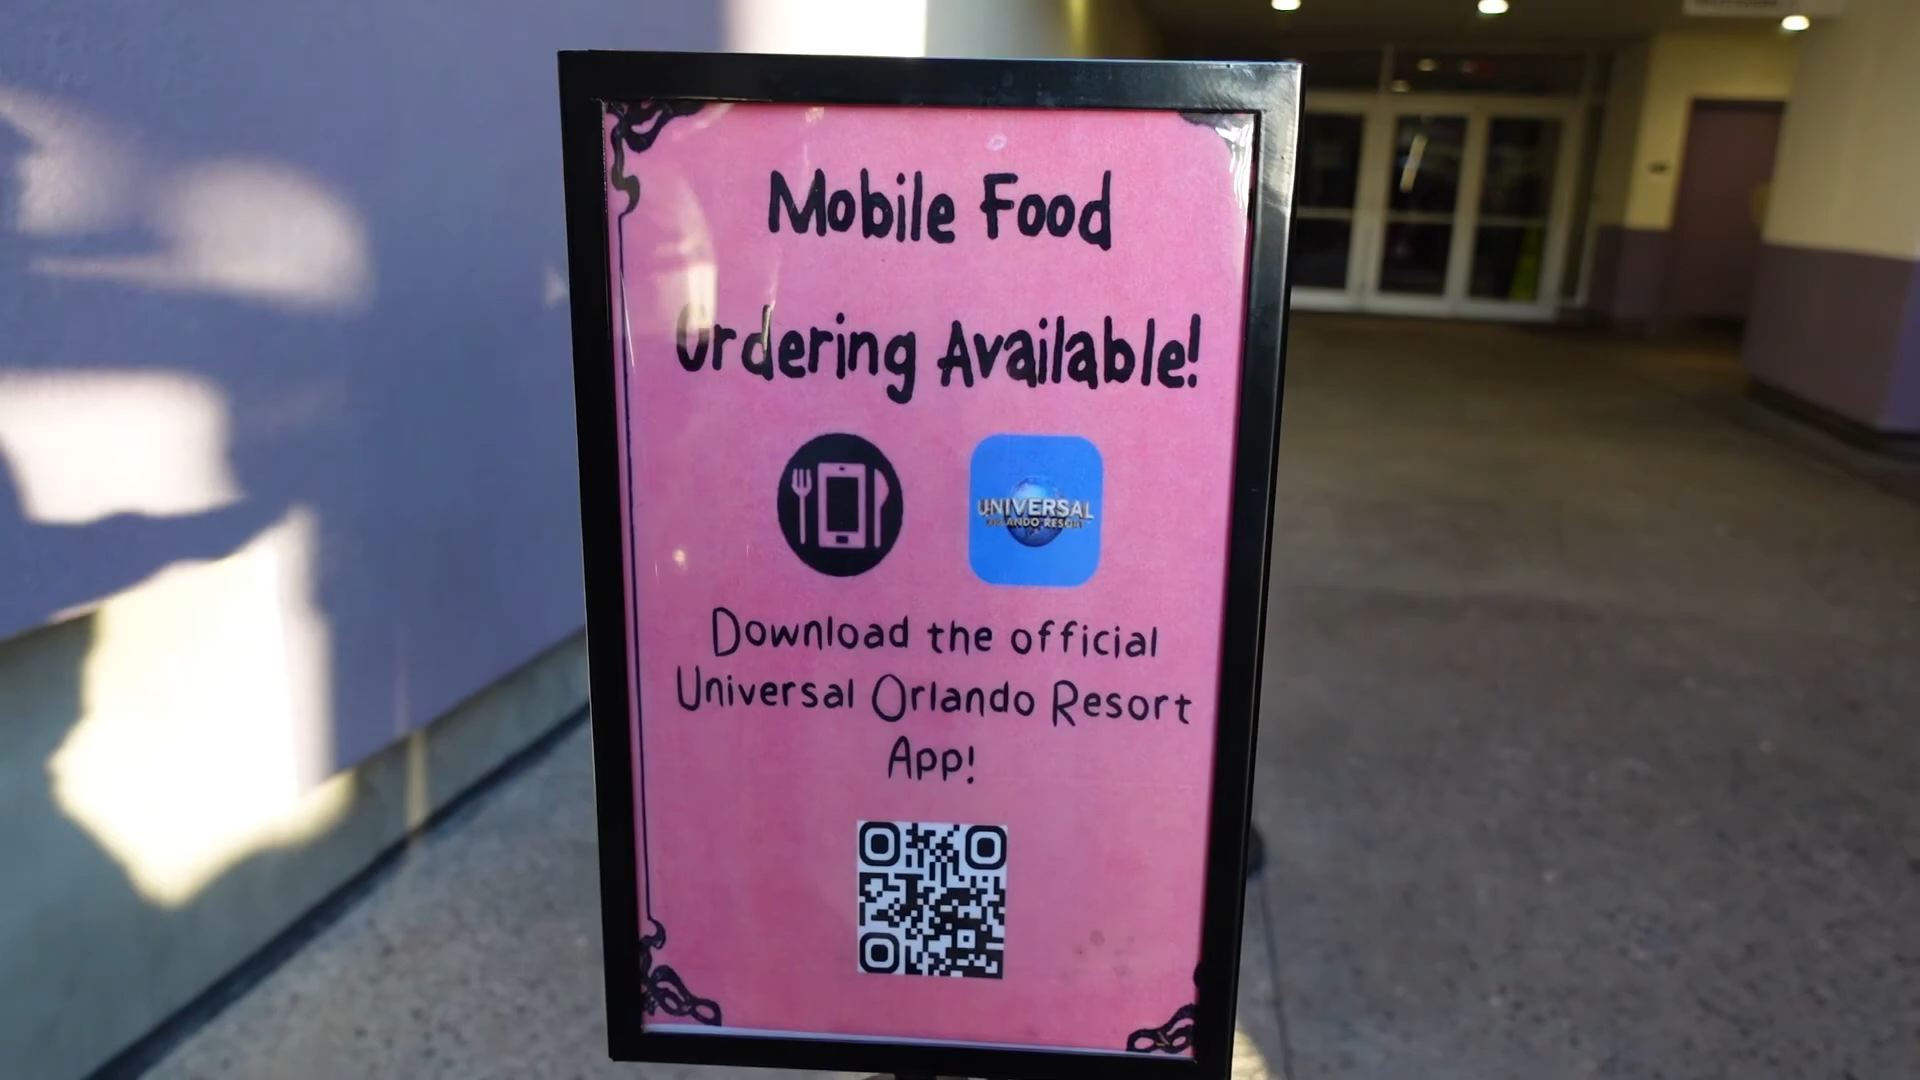 Mobile Food
Ordering Available!
UNIVERSAL
ORLANDO RESORT
Download the official
Universal Orlando Resort
App!